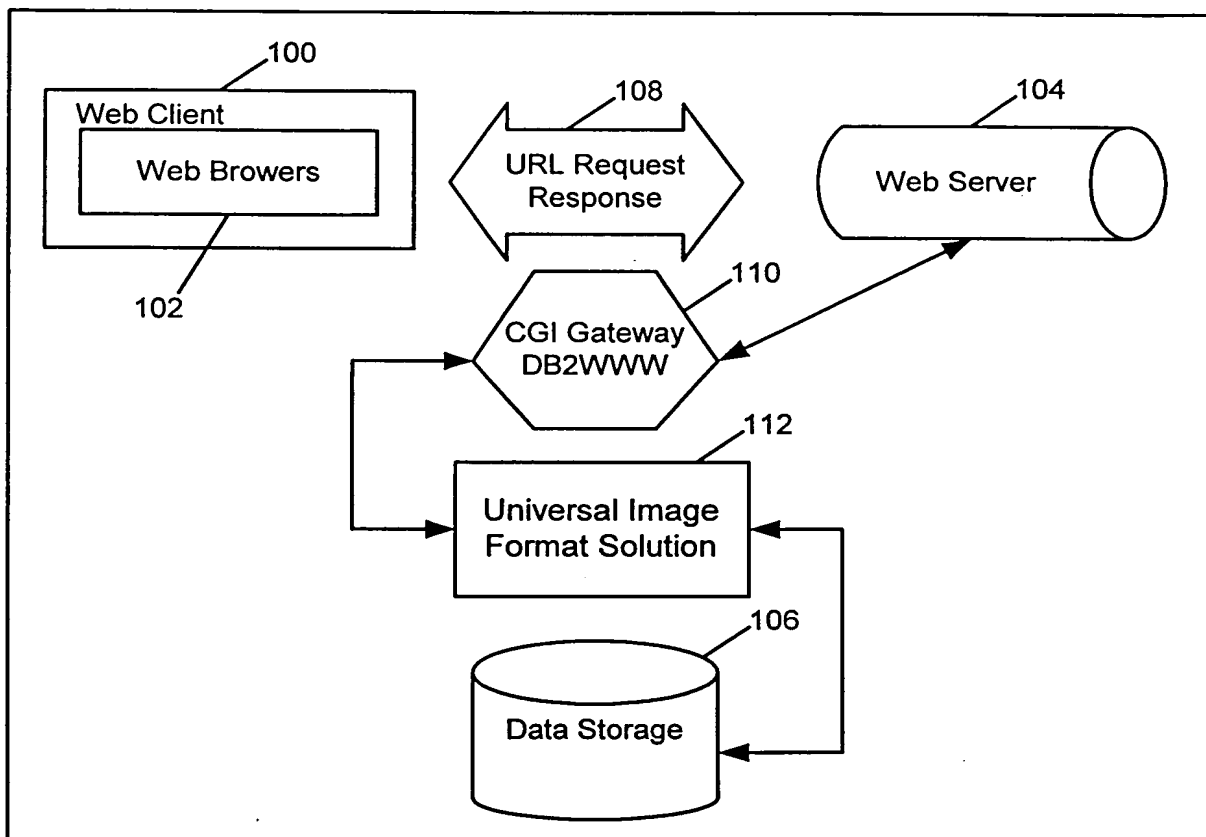 100
108
104
Web Client
Web Browers
URL Request
Response
Web Server
102
110
CGI Gateway
DB2WWW
112
Universal Image
Format Solution
106
Data Storage